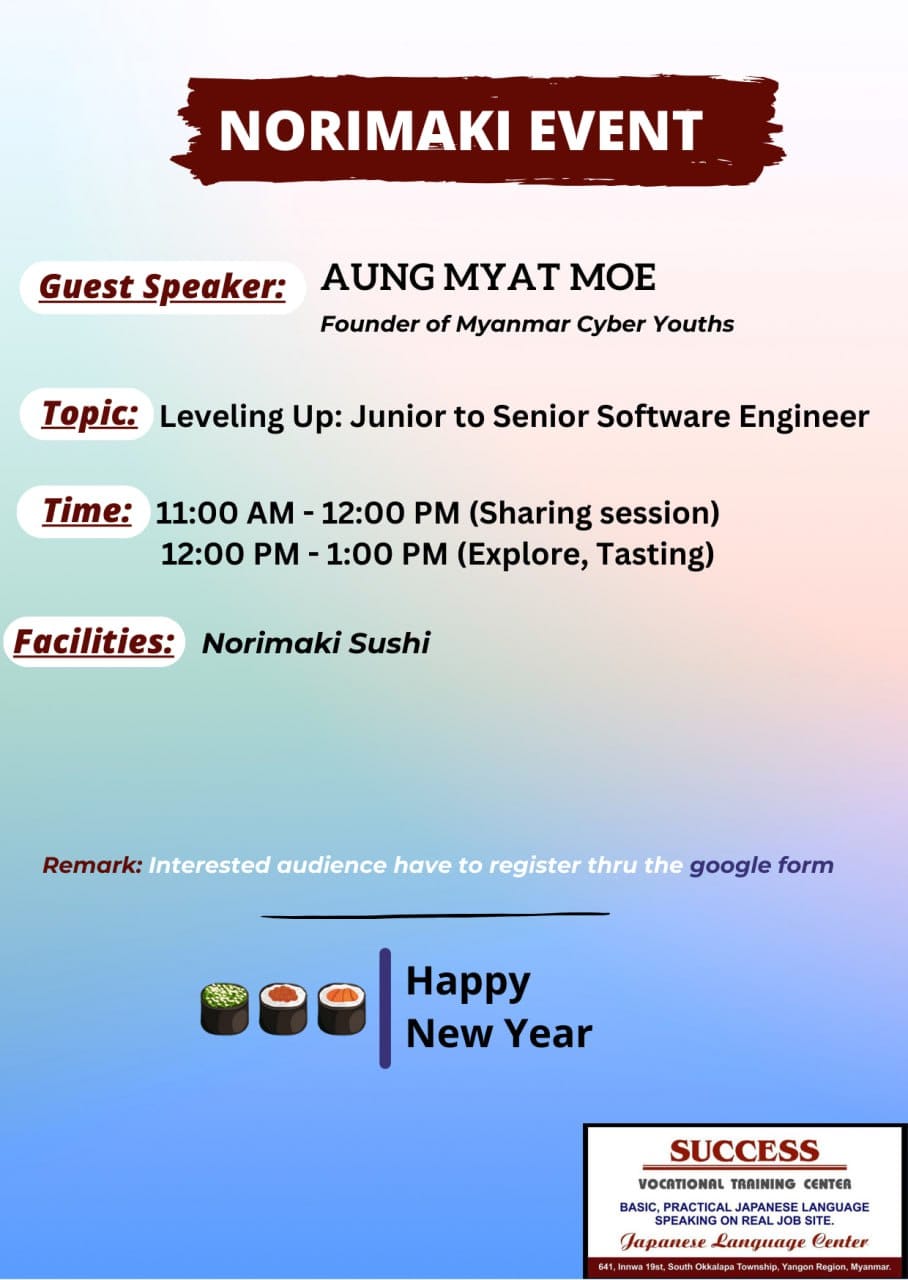 NORIMAKI EVENT
Guest Speaker: AUNG MYAT MOE
Founder of Myanmar Cyber Youths
Topic: Leveling Up: Junior to Senior Software Engineer
Time: 11:00 AM - 12:00 PM (Sharing session)
12:00 PM - 1:00 PM (Explore, Tasting)
Facilities: Norimaki Sushi
Remark: Interested audience have to register thru the google form
Happy
New Year
SUCCESS
VOCATIONAL TRAINING CENTER
BASIC, PRACTICAL JAPANESE LANGUAGE
SPEAKING ON REAL JOB SITE.
Japanese Language Center
641, Innwa 19st, South Okkalapa Township, Yangon Region, Myanmar.